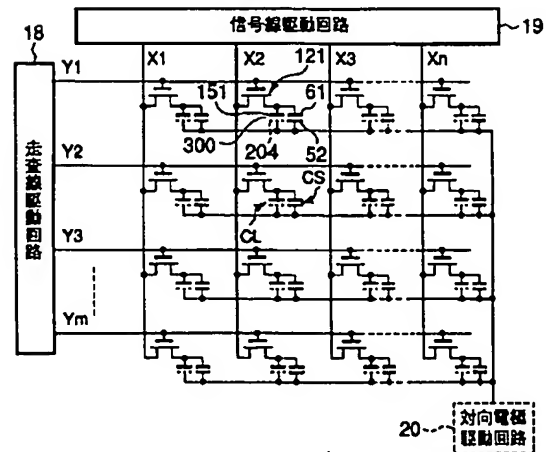 信号線駆動回路
19
18
X1 X2 X3 Xn
121
Y1
151 61
300 204 52
走査線駆動回路
Y2
CS
CL
Y3
Ym
20
対向電極
駆動回路